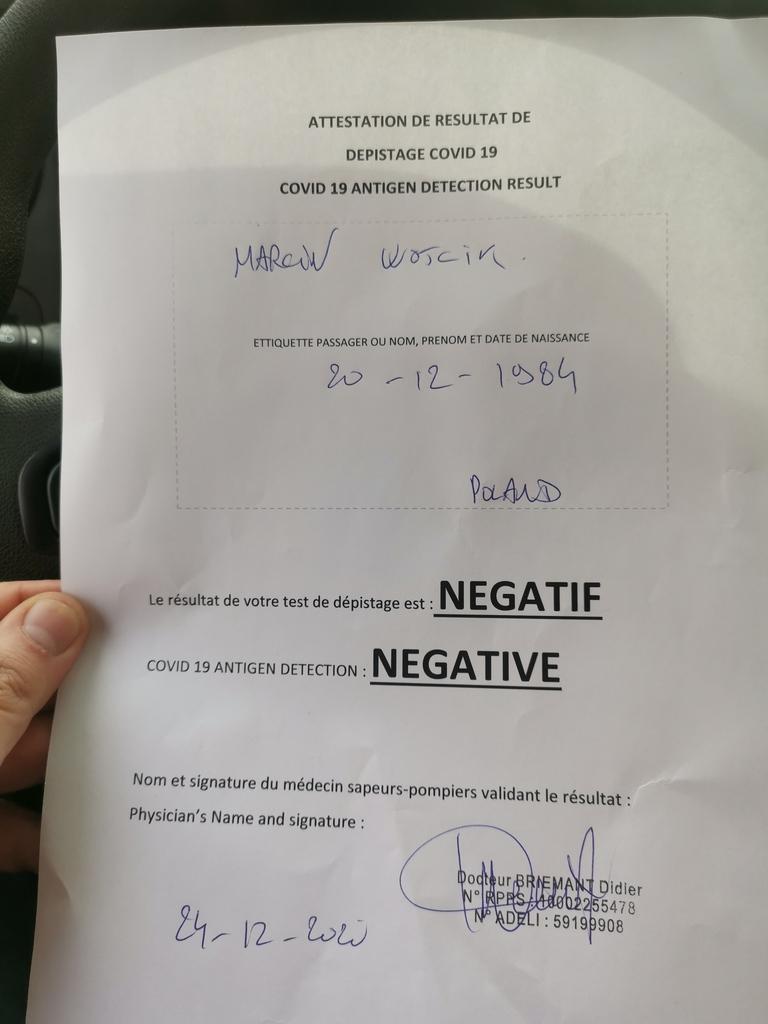 ATTESTATION DE RESULTAT DE
DEPISTAGE COVID 19
COVID 19 ANTIGEN DETECTION RESULT
MARCIN WOJCIK.
ETTIQUETTE PASSAGER OU NOM, PRENOM ET DATE DE NAISSANCE
20-12-1984
POLAND
Le résultat de votre test de dépistage est : NEGATIF
COVID 19 ANTIGEN DETECTION : NEGATIVE
Nom et signature du médecin sapeurs-pompiers validant le résultat :
Physician's Name and signature :
Docteur BRIEMANT Didier
N° RPPS : 10002255478
N° ADELI : 59199908
24-12-2020